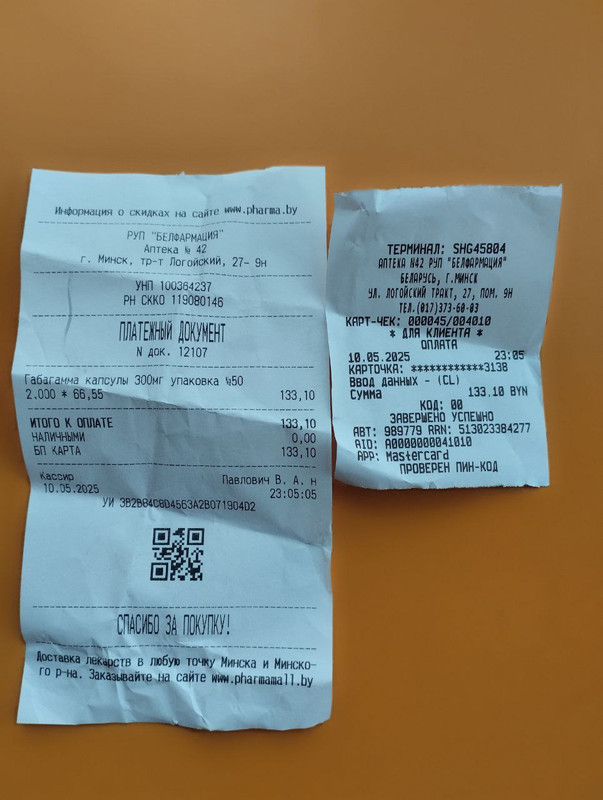 Информация о скидках на сайте www.pharma.by
РУП "БЕЛФАРМАЦИЯ"
Аптека № 42
г. Минск, тр-т Логойский, 27- 9н
УНП 100364237
РН СККО 119080146
ПЛАТЕЖНЫЙ ДОКУМЕНТ
N док. 12107
Габагамма капсулы 300мг упаковка №50
2.000 * 66,55 133,10
ИТОГО К ОПЛАТЕ 133,10
НАЛИЧНЫМИ 0,00
БП КАРТА 133,10
Кассир Павлович В. А. н
10.05.2025 23:05:05
УИ 3B2B84C8D4563A2B071904D2
СПАСИБО ЗА ПОКУПКУ!
Доставка лекарств в любую точку Минска и Минско-
го р-на. Заказывайте на сайте www.pharmamall.by
ТЕРМИНАЛ: SHG45804
АПТЕКА N42 РУП "БЕЛФАРМАЦИЯ"
БЕЛАРУСЬ, Г.МИНСК
УЛ. ЛОГОЙСКИЙ ТРАКТ, 27, ПОМ. 9Н
ТЕЛ.(017)373-60-03
КАРТ-ЧЕК: 000045/004010
* ДЛЯ КЛИЕНТА *
ОПЛАТА
10.05.2025 23:05
КАРТОЧКА: ************3130
Ввод данных - (CL)
Сумма 133.10 BYN
КОД: 00
ЗАВЕРШЕНО УСПЕШНО
АВТ: 989779 RRN: 513023384277
AID: A0000000041010
APP: Mastercard
ПРОВЕРЕН ПИН-КОД